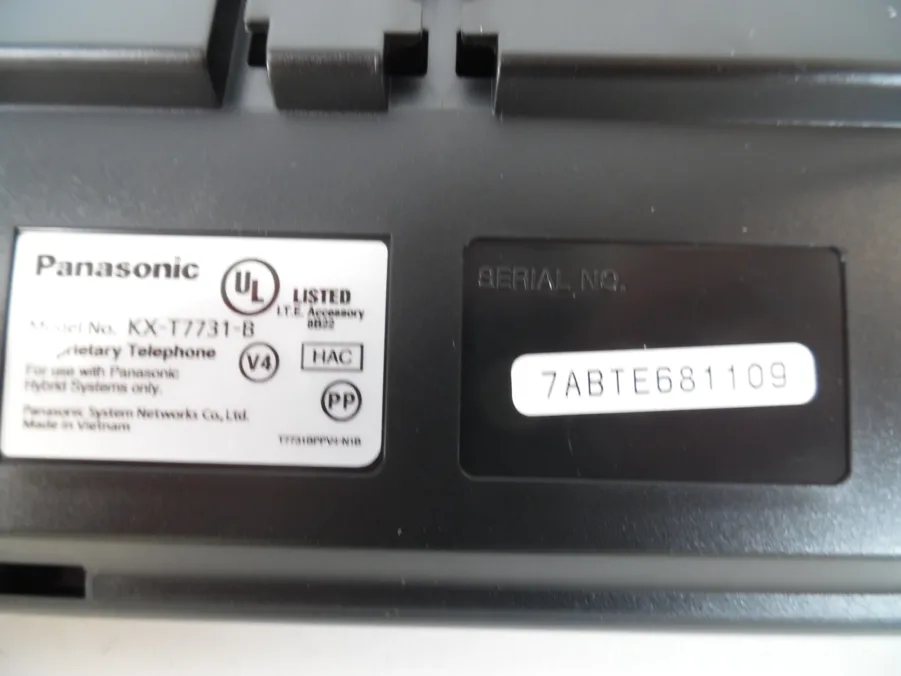 Panasonic
UL LISTED
I.T.E. Accessory
8B22
Model No. KX-T7731-B
Telephone
V4
HAC
For use with Panasonic
Hybrid Systems only.
PP
Panasonic System Networks Co., Ltd.
Made in Vietnam
SERIAL NO.
7ABTE681109